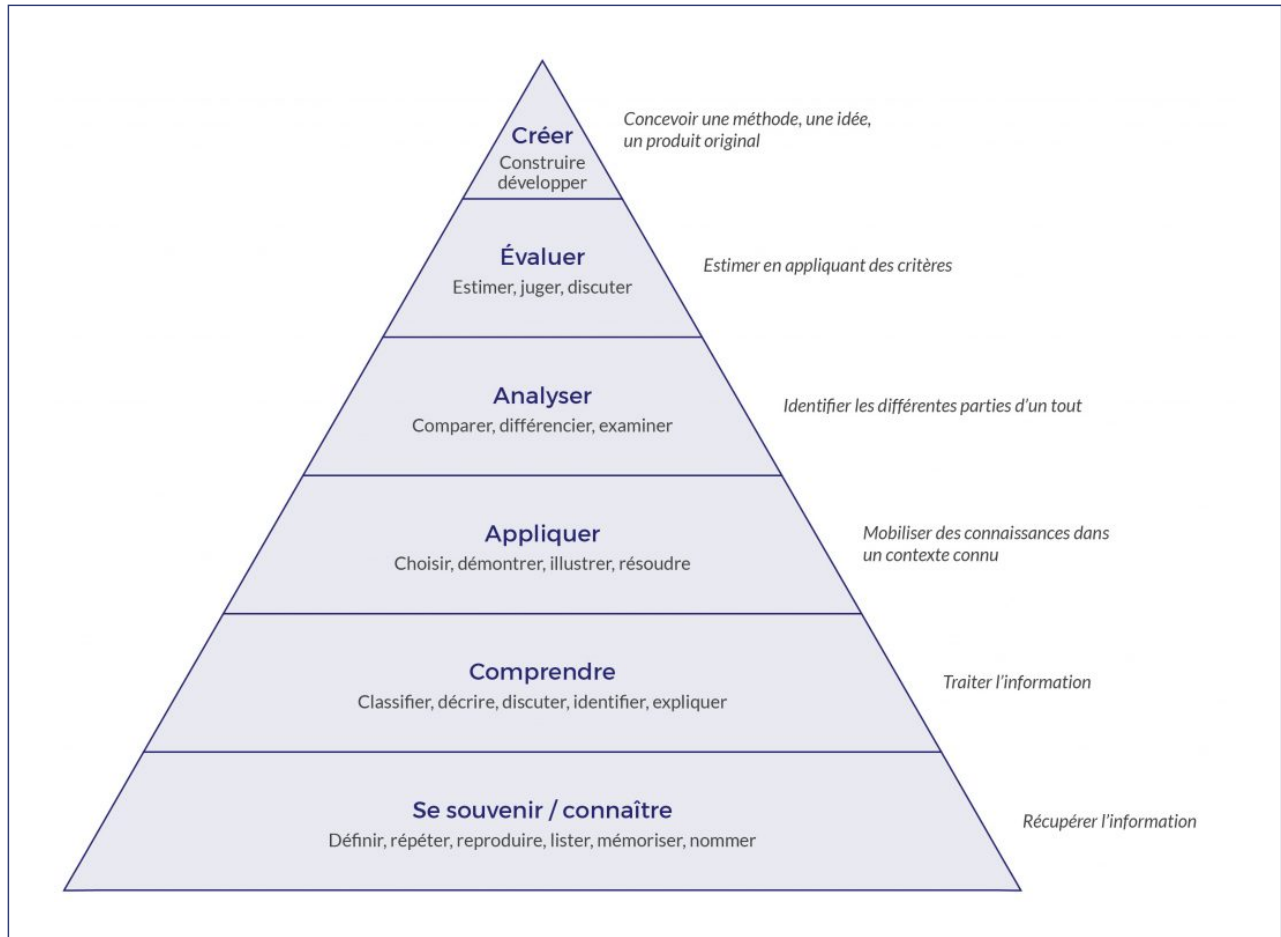 Créer
Construire
développer
Concevoir une méthode, une idée,
un produit original
Évaluer
Estimer, juger, discuter
Estimer en appliquant des critères
Analyser
Comparer, différencier, examiner
Identifier les différentes parties d’un tout
Appliquer
Choisir, démontrer, illustrer, résoudre
Mobiliser des connaissances dans
un contexte connu
Comprendre
Classifier, décrire, discuter, identifier, expliquer
Traiter l’information
Se souvenir / connaître
Définir, répéter, reproduire, lister, mémoriser, nommer
Récupérer l’information